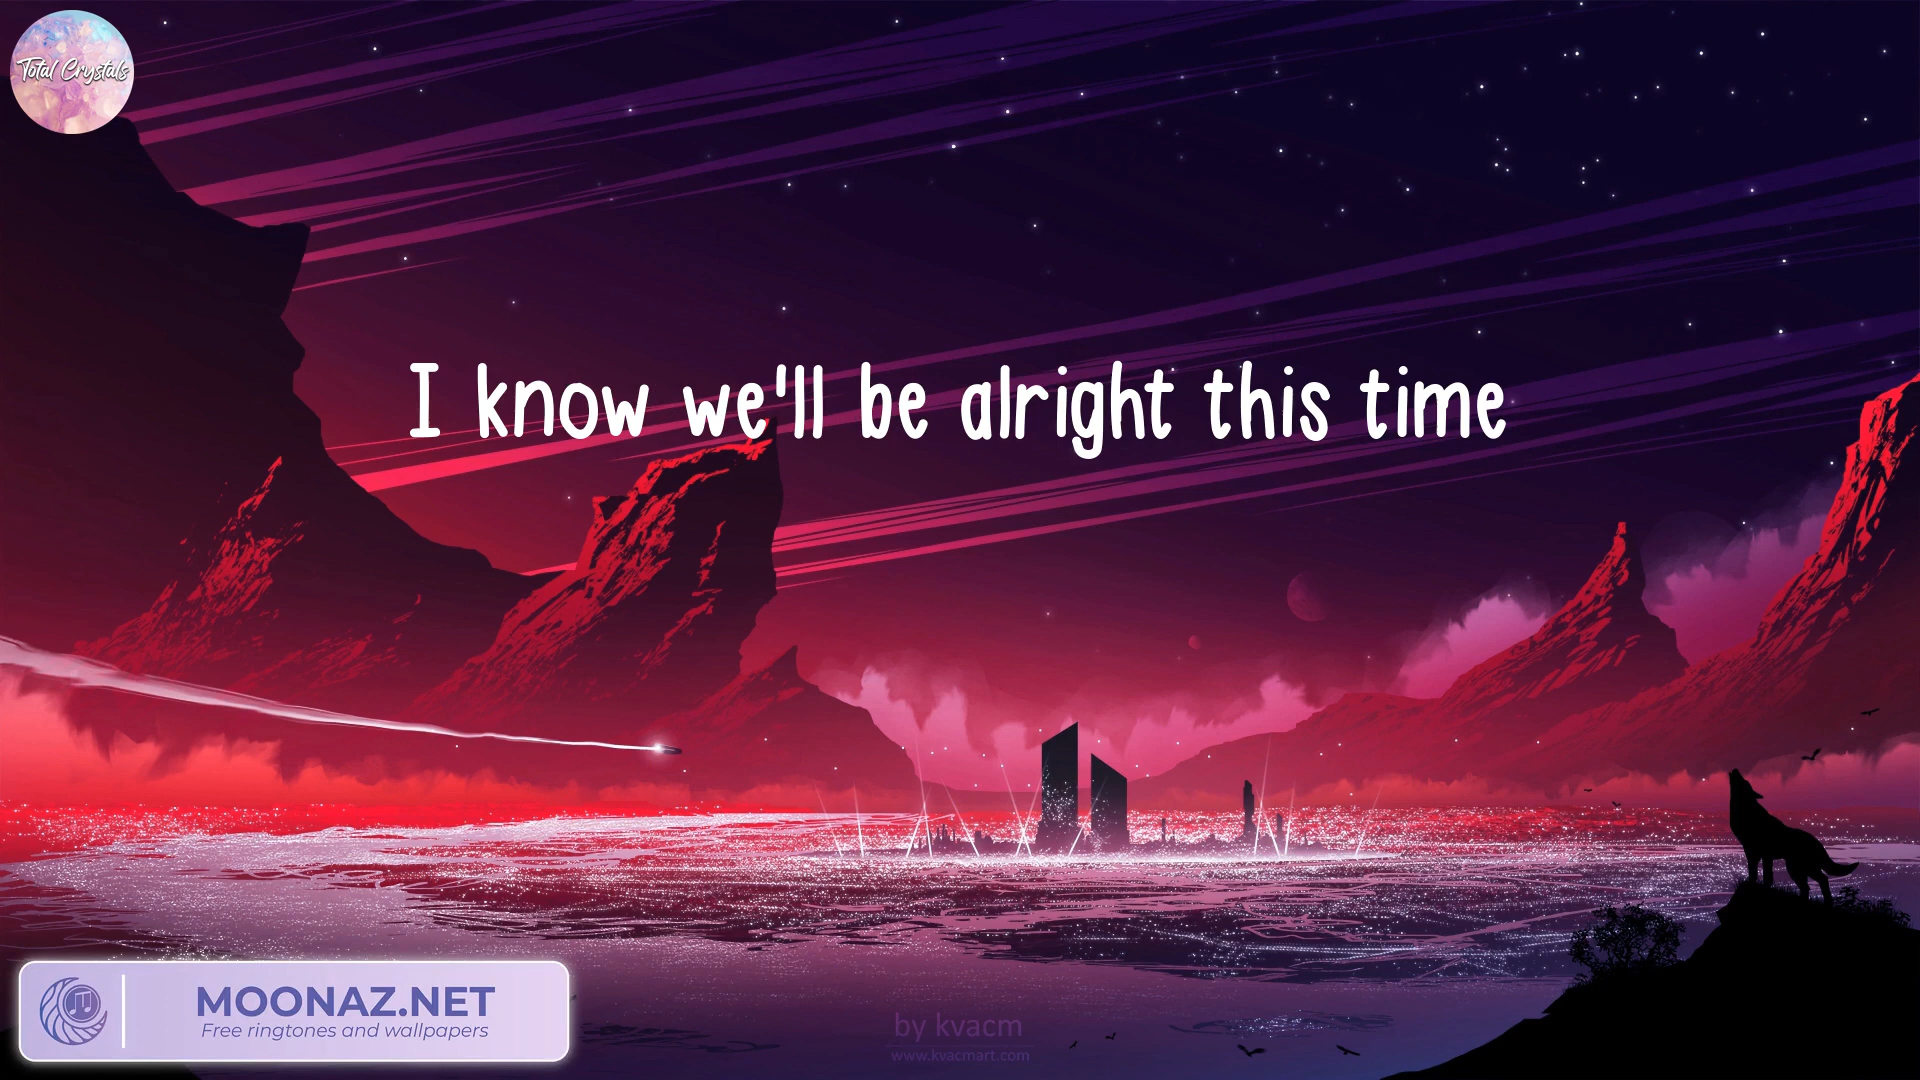 Total Crystals
I know we'll be alright this time
MOONAZ.NET
Free ringtones and wallpapers
by kvacm
www.kvacmart.com